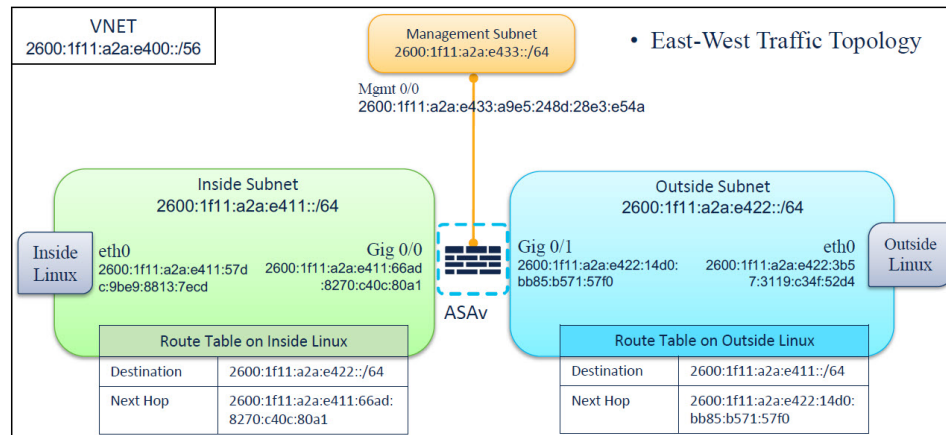 VNET
2600:1f11:a2a:e400::/56
Management Subnet
2600:1f11:a2a:e433::/64
• East-West Traffic Topology
Mgmt 0/0
2600:1f11:a2a:e433:a9e5:248d:28e3:e54a
Inside Subnet
2600:1f11:a2a:e411::/64
Outside Subnet
2600:1f11:a2a:e422::/64
Inside
Linux
eth0
2600:1f11:a2a:e411:57d
c:9be9:8813:7ecd
Gig 0/0
2600:1f11:a2a:e411:66ad
:8270:c40c:80a1
ASAv
Gig 0/1
2600:1f11:a2a:e422:14d0:
bb85:b571:57f0
eth0
2600:1f11:a2a:e422:3b5
7:3119:c34f:52d4
Outside
Linux
Route Table on Inside Linux
Destination 2600:1f11:a2a:e422::/64
Next Hop 2600:1f11:a2a:e411:66ad:
8270:c40c:80a1
Route Table on Outside Linux
Destination 2600:1f11:a2a:e411::/64
Next Hop 2600:1f11:a2a:e422:14d0:
bb85:b571:57f0